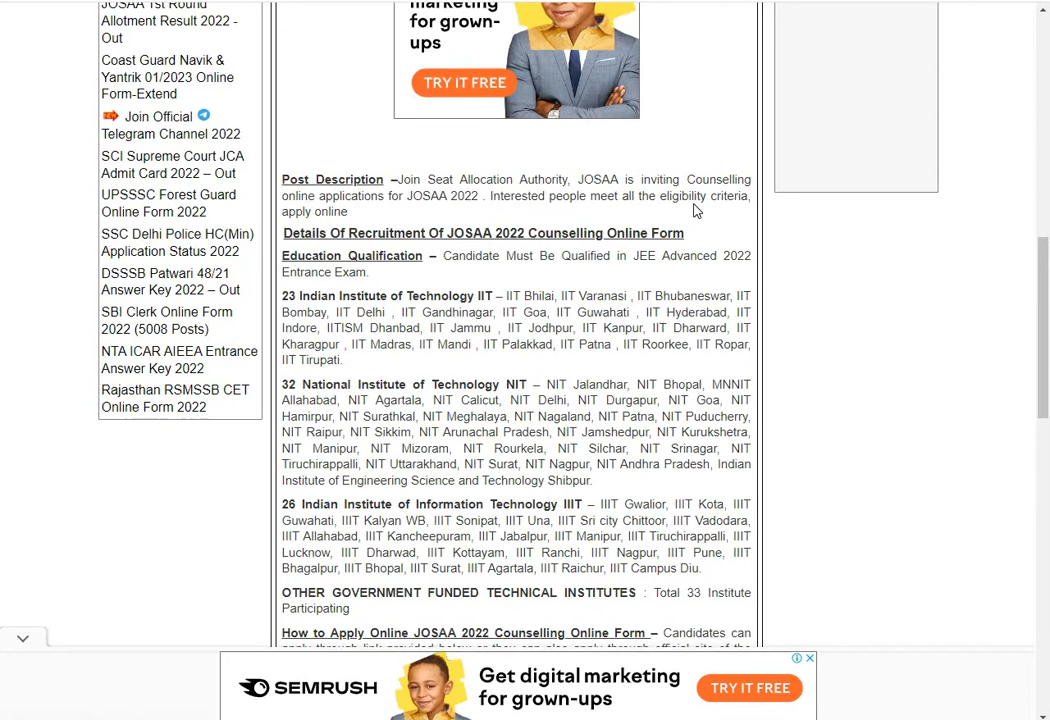 JOSAA 1st Round
Allotment Result 2022 -
Out
Coast Guard Navik &
Yantrik 01/2023 Online
Form-Extend
Join Official
Telegram Channel 2022
SCI Supreme Court JCA
Admit Card 2022 – Out
UPSSSC Forest Guard
Online Form 2022
SSC Delhi Police HC(Min)
Application Status 2022
DSSSB Patwari 48/21
Answer Key 2022 – Out
SBI Clerk Online Form
2022 (5008 Posts)
NTA ICAR AIEEA Entrance
Answer Key 2022
Rajasthan RSMSSB CET
Online Form 2022
marketing
for grown-
ups
TRY IT FREE
Post Description –Join Seat Allocation Authority, JOSAA is inviting Counselling
online applications for JOSAA 2022 . Interested people meet all the eligibility criteria,
apply online
Details Of Recruitment Of JOSAA 2022 Counselling Online Form
Education Qualification – Candidate Must Be Qualified in JEE Advanced 2022
Entrance Exam.
23 Indian Institute of Technology IIT – IIT Bhilai, IIT Varanasi , IIT Bhubaneswar, IIT
Bombay, IIT Delhi , IIT Gandhinagar, IIT Goa, IIT Guwahati , IIT Hyderabad, IIT
Indore, IITISM Dhanbad, IIT Jammu , IIT Jodhpur, IIT Kanpur, IIT Dharward, IIT
Kharagpur , IIT Madras, IIT Mandi , IIT Palakkad, IIT Patna , IIT Roorkee, IIT Ropar,
IIT Tirupati.
32 National Institute of Technology NIT – NIT Jalandhar, NIT Bhopal, MNNIT
Allahabad, NIT Agartala, NIT Calicut, NIT Delhi, NIT Durgapur, NIT Goa, NIT
Hamirpur, NIT Surathkal, NIT Meghalaya, NIT Nagaland, NIT Patna, NIT Puducherry,
NIT Raipur, NIT Sikkim, NIT Arunachal Pradesh, NIT Jamshedpur, NIT Kurukshetra,
NIT Manipur, NIT Mizoram, NIT Rourkela, NIT Silchar, NIT Srinagar, NIT
Tiruchirappalli, NIT Uttarakhand, NIT Surat, NIT Nagpur, NIT Andhra Pradesh, Indian
Institute of Engineering Science and Technology Shibpur.
26 Indian Institute of Information Technology IIIT – IIIT Gwalior, IIIT Kota, IIIT
Guwahati, IIIT Kalyan WB, IIIT Sonipat, IIIT Una, IIIT Sri city Chittoor, IIIT Vadodara,
IIIT Allahabad, IIIT Kancheepuram, IIIT Jabalpur, IIIT Manipur, IIIT Tiruchirappalli, IIIT
Lucknow, IIIT Dharwad, IIIT Kottayam, IIIT Ranchi, IIIT Nagpur, IIIT Pune, IIIT
Bhagalpur, IIIT Bhopal, IIIT Surat, IIIT Agartala, IIIT Raichur, IIIT Campus Diu.
OTHER GOVERNMENT FUNDED TECHNICAL INSTITUTES : Total 33 Institute
Participating
How to Apply Online JOSAA 2022 Counselling Online Form – Candidates can
apply through link provided below or they can also apply through official site of the
SEMRUSH
Get digital marketing
for grown-ups
TRY IT FREE